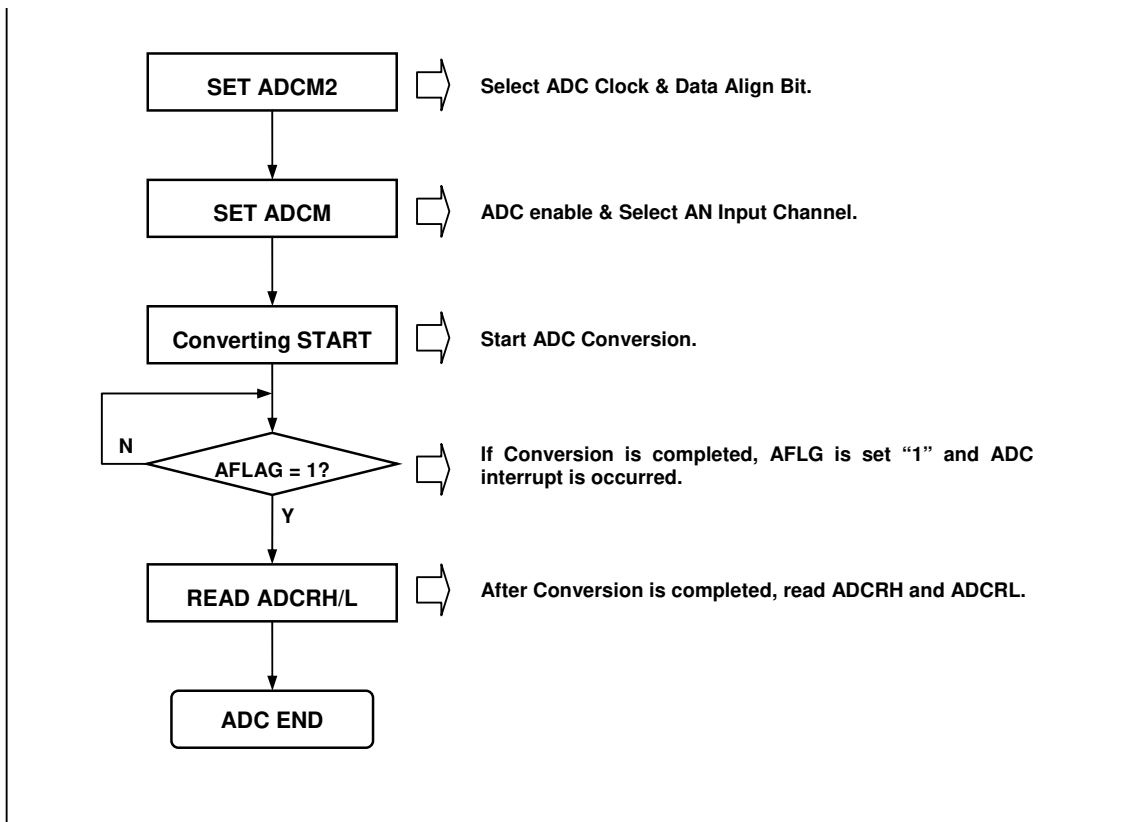 SET ADCM2
Select ADC Clock & Data Align Bit.
SET ADCM
ADC enable & Select AN Input Channel.
Converting START
Start ADC Conversion.
N
AFLAG = 1?
If Conversion is completed, AFLG is set “1” and ADC
interrupt is occurred.
Y
READ ADCRH/L
After Conversion is completed, read ADCRH and ADCRL.
ADC END